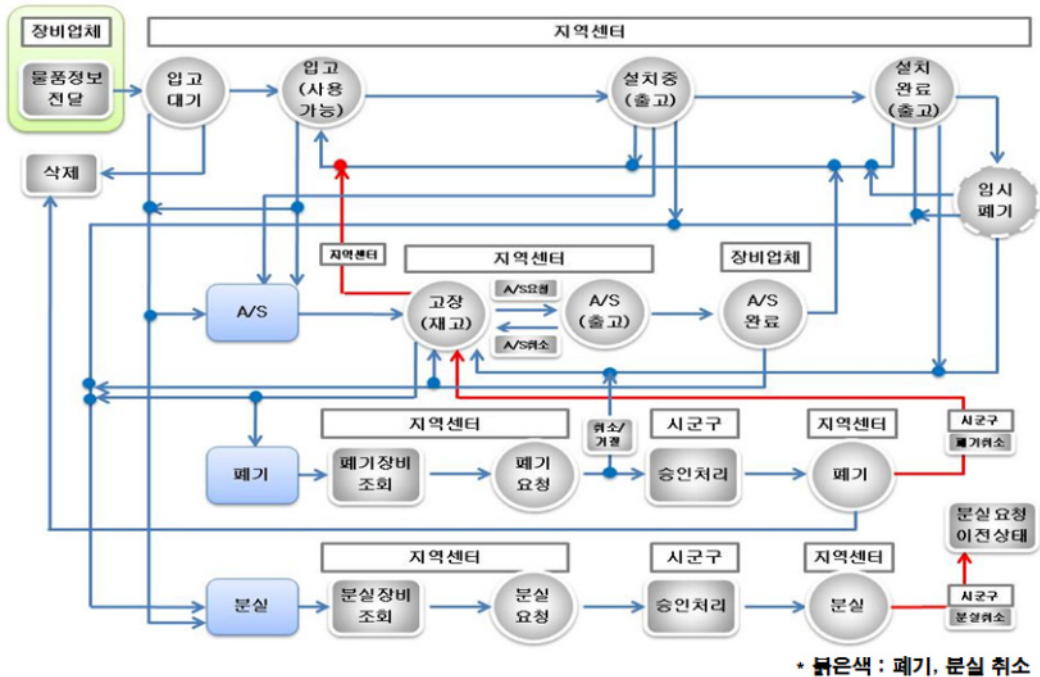 장비업체
지역센터
물품정보
전달
입고
대기
입고
(사용
가능)
설치중
(출고)
설치
완료
(출고)
삭제
임시
폐기
지역센터
지역센터
장비업체
A/S
고장
(재고)
A/S요청
A/S취소
A/S
(출고)
A/S
완료
지역센터
취소/
거절
시군구
지역센터
시군구
폐기취소
폐기
폐기장비
조회
폐기
요청
승인처리
폐기
분실요청
이전상태
지역센터
시군구
지역센터
분실
분실장비
조회
분실
요청
승인처리
분실
시군구
분실취소
* 붉은색 : 폐기, 분실 취소